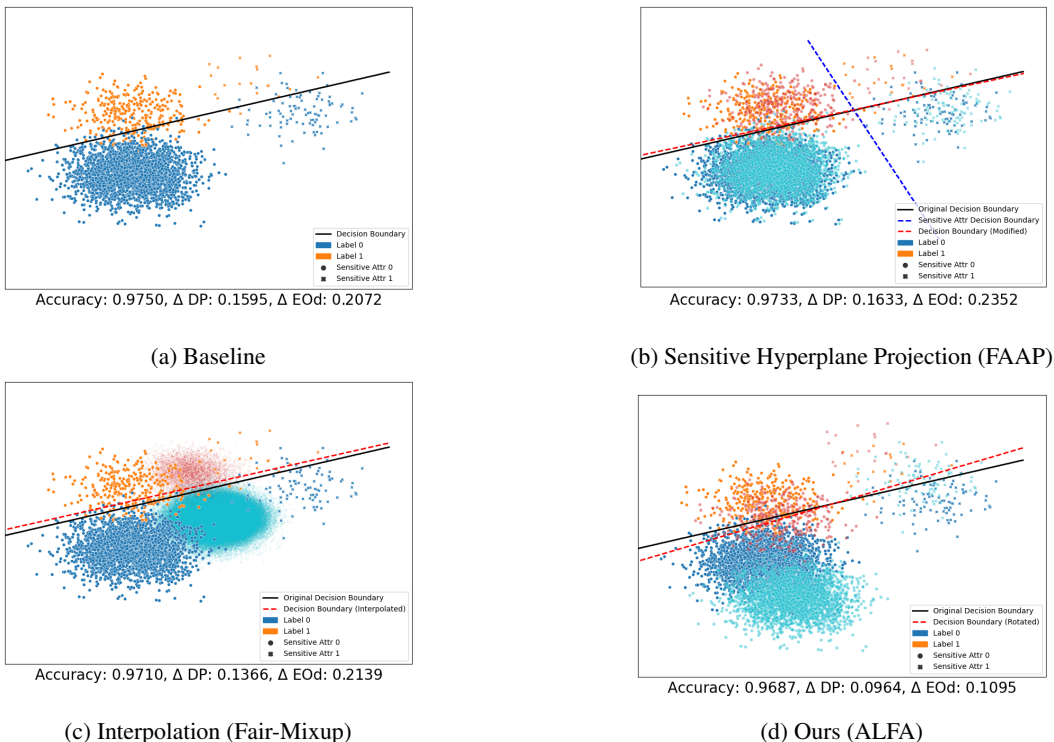 Decision Boundary
Label 0
Label 1
Sensitive Attr 0
Sensitive Attr 1
Accuracy: 0.9750, Δ DP: 0.1595, Δ EOd: 0.2072
(a) Baseline
Original Decision Boundary
Sensitive Attr Decision Boundary
Decision Boundary (Modified)
Label 0
Label 1
Sensitive Attr 0
Sensitive Attr 1
Accuracy: 0.9733, Δ DP: 0.1633, Δ EOd: 0.2352
(b) Sensitive Hyperplane Projection (FAAP)
Original Decision Boundary
Decision Boundary (Interpolated)
Label 0
Label 1
Sensitive Attr 0
Sensitive Attr 1
Accuracy: 0.9710, Δ DP: 0.1366, Δ EOd: 0.2139
(c) Interpolation (Fair-Mixup)
Original Decision Boundary
Decision Boundary (Rotated)
Label 0
Label 1
Sensitive Attr 0
Sensitive Attr 1
Accuracy: 0.9687, Δ DP: 0.0964, Δ EOd: 0.1095
(d) Ours (ALFA)